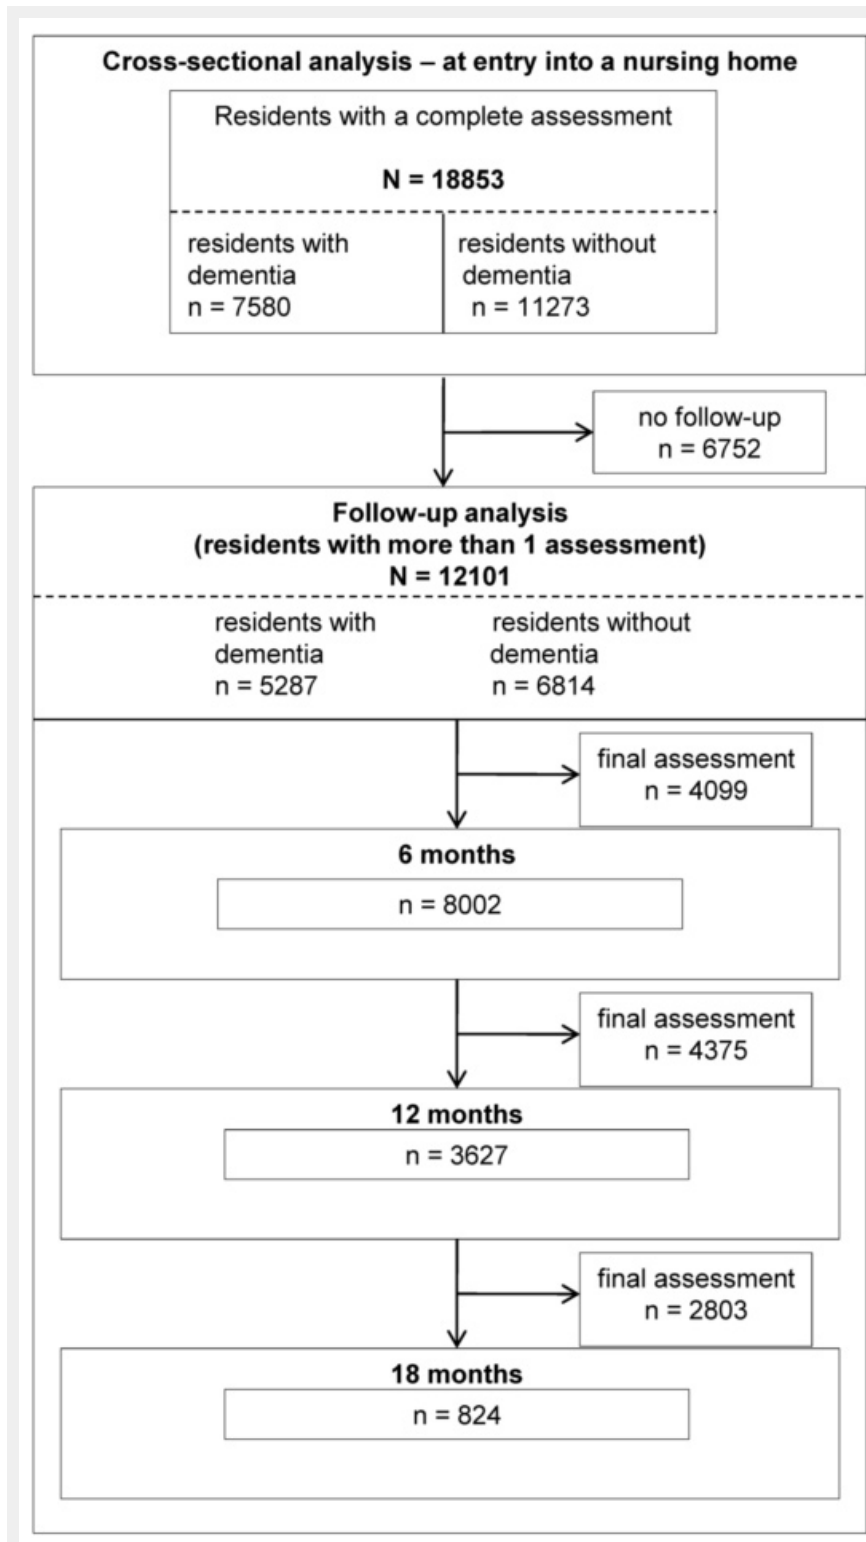 Cross-sectional analysis – at entry into a nursing home
Residents with a complete assessment
N = 18853
residents with
dementia
n = 7580
residents without
dementia
n = 11273
no follow-up
n = 6752
Follow-up analysis
(residents with more than 1 assessment)
N = 12101
residents with
dementia
n = 5287
residents without
dementia
n = 6814
final assessment
n = 4099
6 months
n = 8002
final assessment
n = 4375
12 months
n = 3627
final assessment
n = 2803
18 months
n = 824